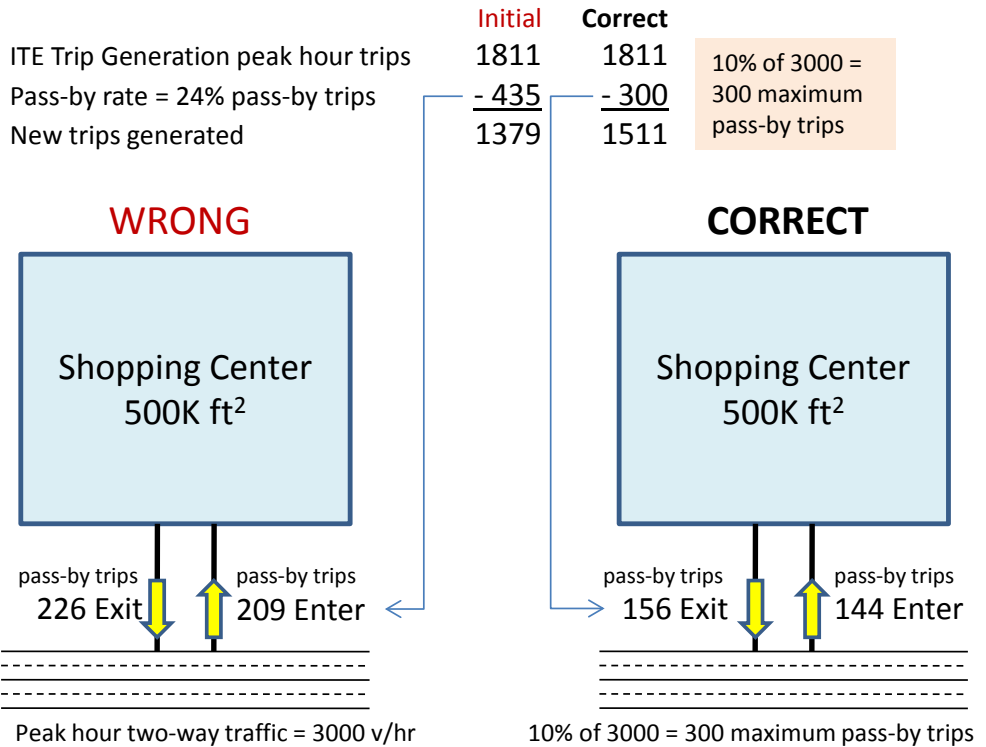 Initial Correct
ITE Trip Generation peak hour trips 1811 1811
Pass-by rate = 24% pass-by trips - 435 - 300
New trips generated 1379 1511
10% of 3000 =
300 maximum
pass-by trips
WRONG
Shopping Center
500K ft²
pass-by trips
226 Exit
pass-by trips
209 Enter
Peak hour two-way traffic = 3000 v/hr
CORRECT
Shopping Center
500K ft²
pass-by trips
156 Exit
pass-by trips
144 Enter
10% of 3000 = 300 maximum pass-by trips